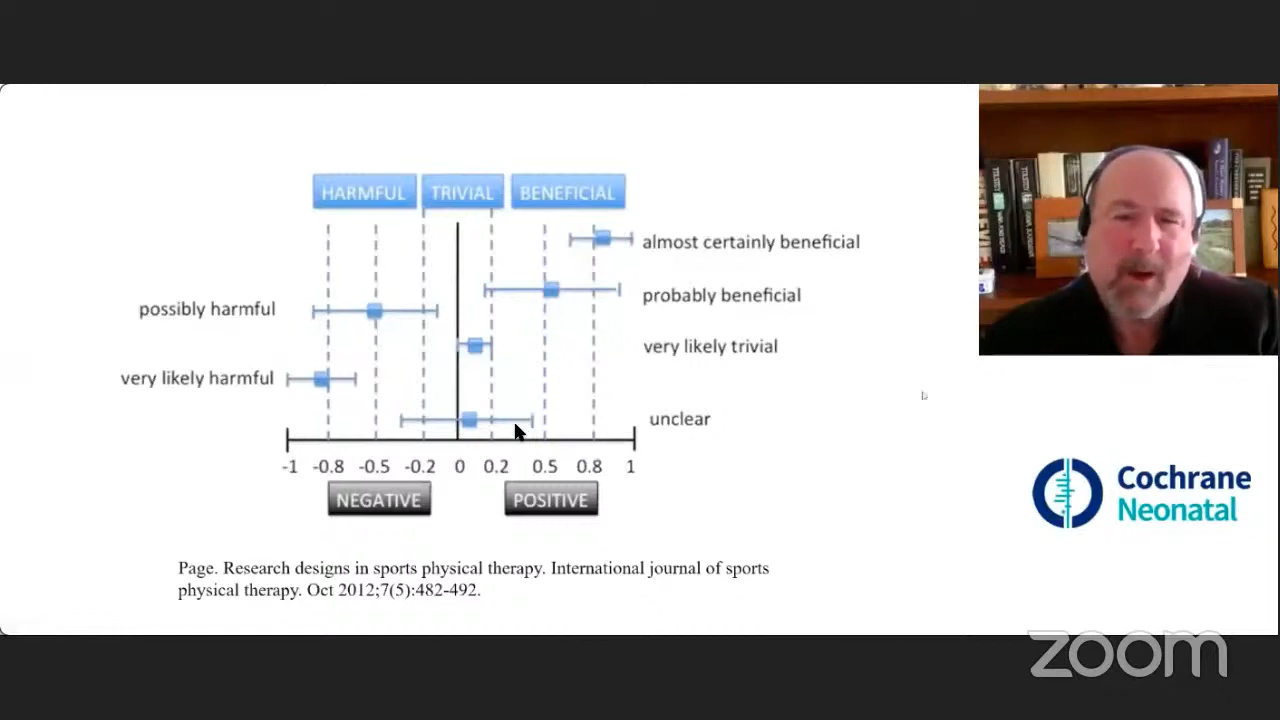 HARMFUL TRIVIAL BENEFICIAL
almost certainly beneficial
probably beneficial
possibly harmful
very likely trivial
very likely harmful
unclear
-1 -0.8 -0.5 -0.2 0 0.2 0.5 0.8 1
NEGATIVE POSITIVE
Cochrane
Neonatal
Page. Research designs in sports physical therapy. International journal of sports
physical therapy. Oct 2012;7(5):482-492.
zoom